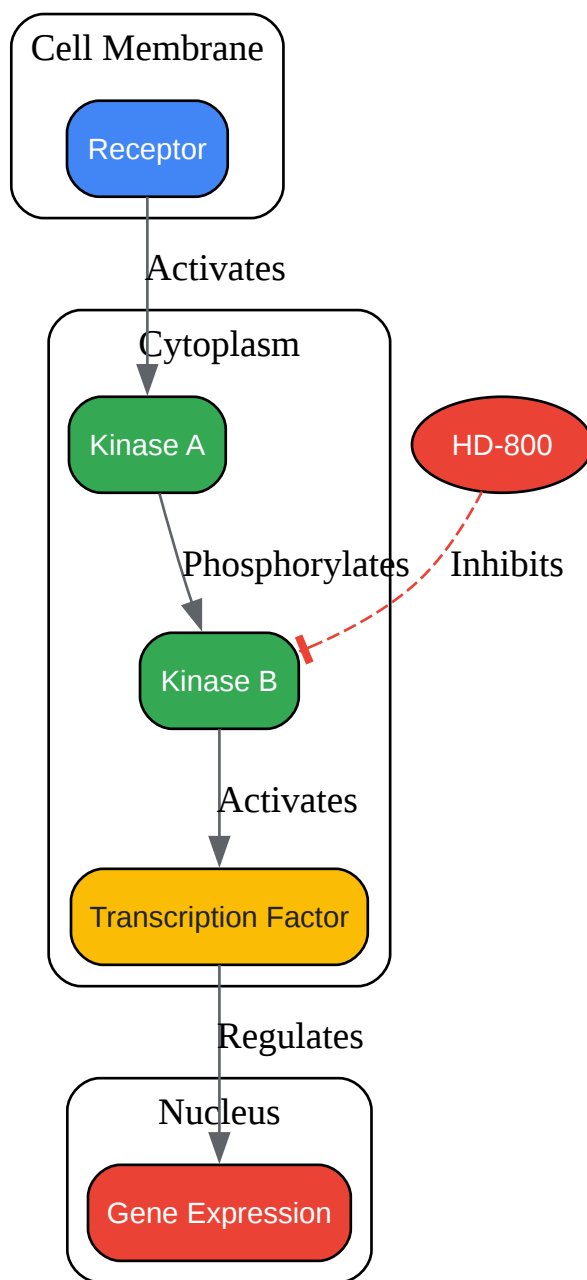 Cell Membrane
Receptor
Activates
Cytoplasm
Kinase A
HD-800
Phosphorylates
Inhibits
Kinase B
Activates
Transcription Factor
Regulates
Nucleus
Gene Expression